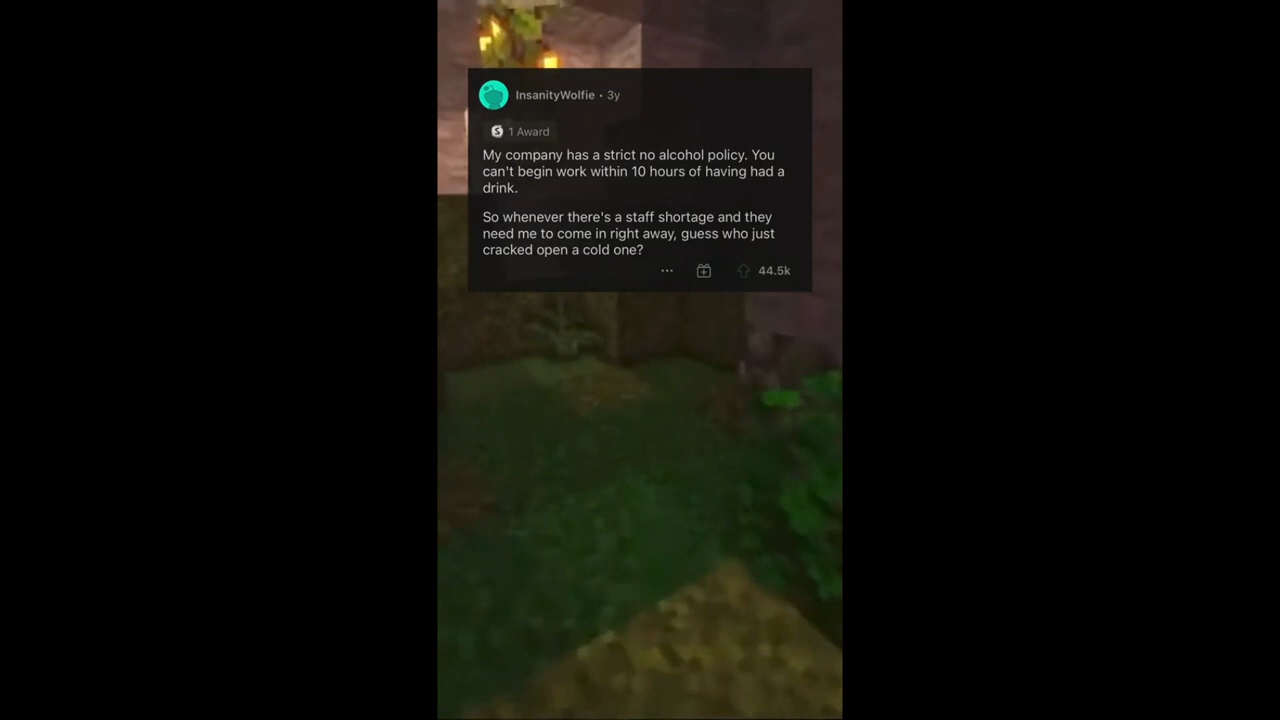 InsanityWolfie • 3y
1 Award
My company has a strict no alcohol policy. You
can't begin work within 10 hours of having had a
drink.
So whenever there's a staff shortage and they
need me to come in right away, guess who just
cracked open a cold one?
44.5k